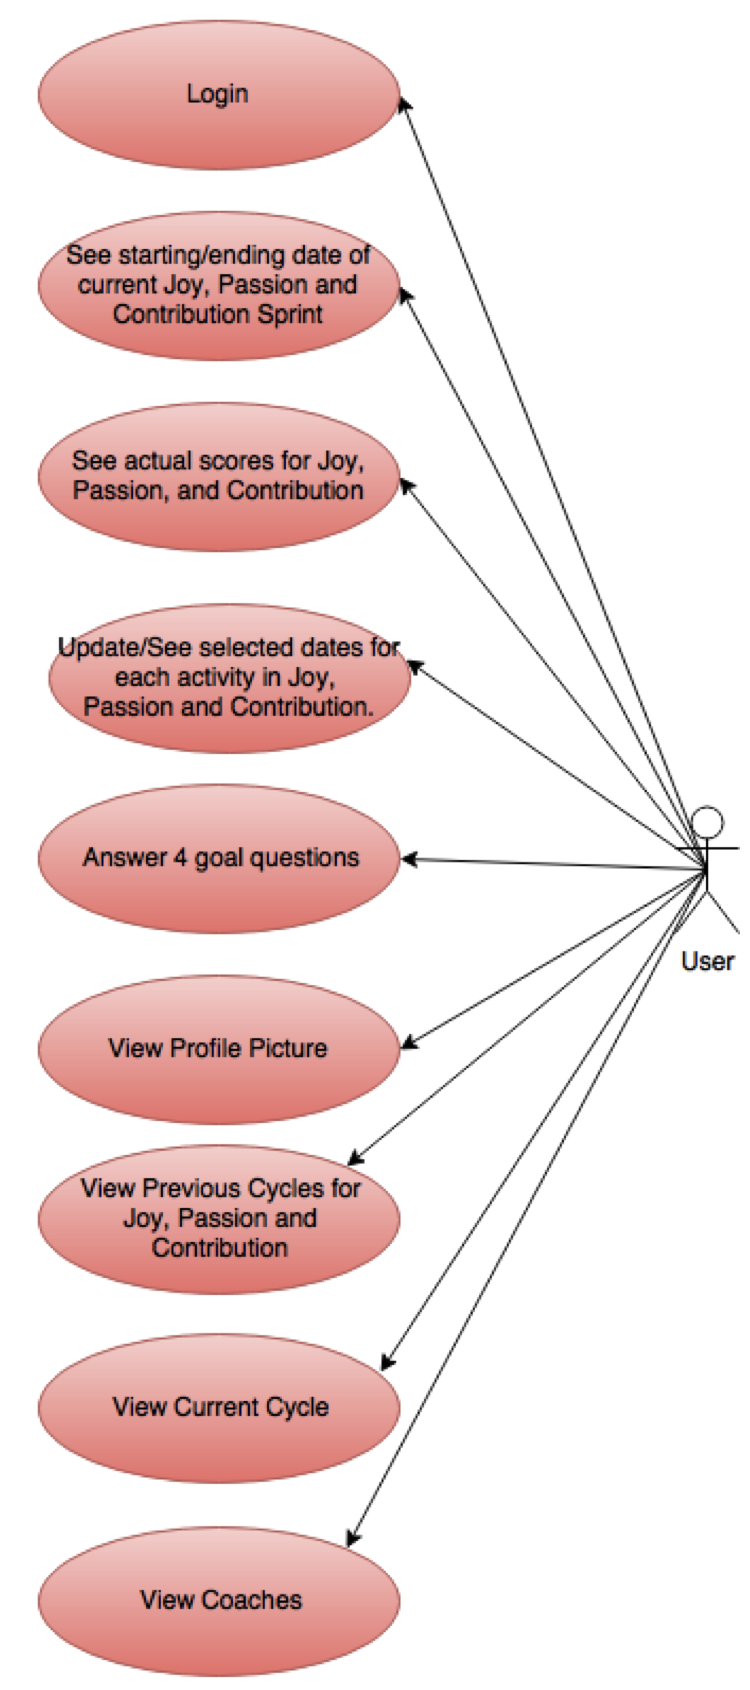 Login
See starting/ending date of
current Joy, Passion and
Contribution Sprint
See actual scores for Joy,
Passion, and Contribution
Update/See selected dates for
each activity in Joy,
Passion and Contribution.
Answer 4 goal questions
User
View Profile Picture
View Previous Cycles for
Joy, Passion and
Contribution
View Current Cycle
View Coaches